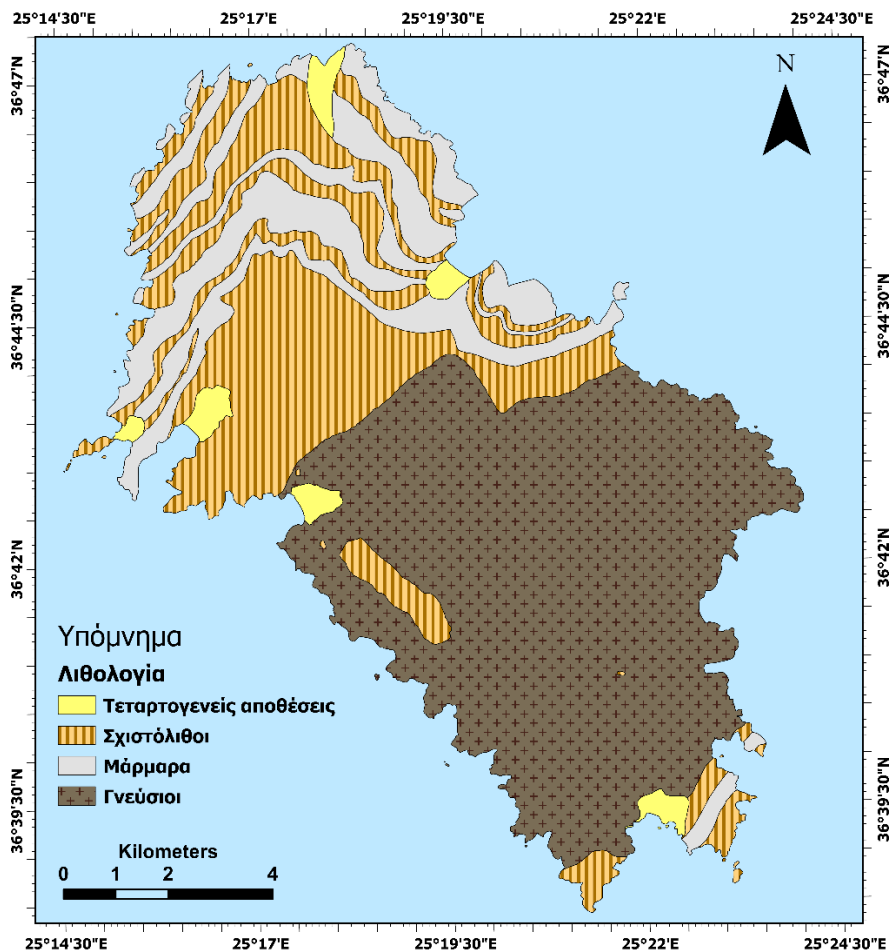 25°14'30"E 25°17'E 25°19'30"E 25°22'E 25°24'30"E
36°47'N 36°47'N
N
36°44'30"N 36°44'30"N
36°42'N 36°42'N
Υπόμνημα
Λιθολογία
Τεταρτογενείς αποθέσεις
Σχιστόλιθοι
Μάρμαρα
Γνεύσιοι
36°39'30"N 36°39'30"N
Kilometers
0 1 2 4
25°14'30"E 25°17'E 25°19'30"E 25°22'E 25°24'30"E